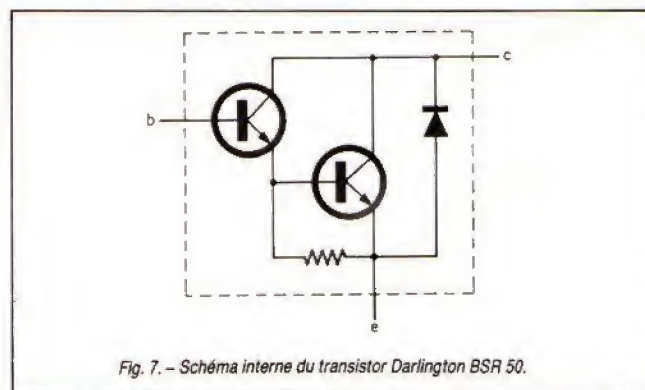 c
b
e
Fig. 7. – Schéma interne du transistor Darlington BSR 50.